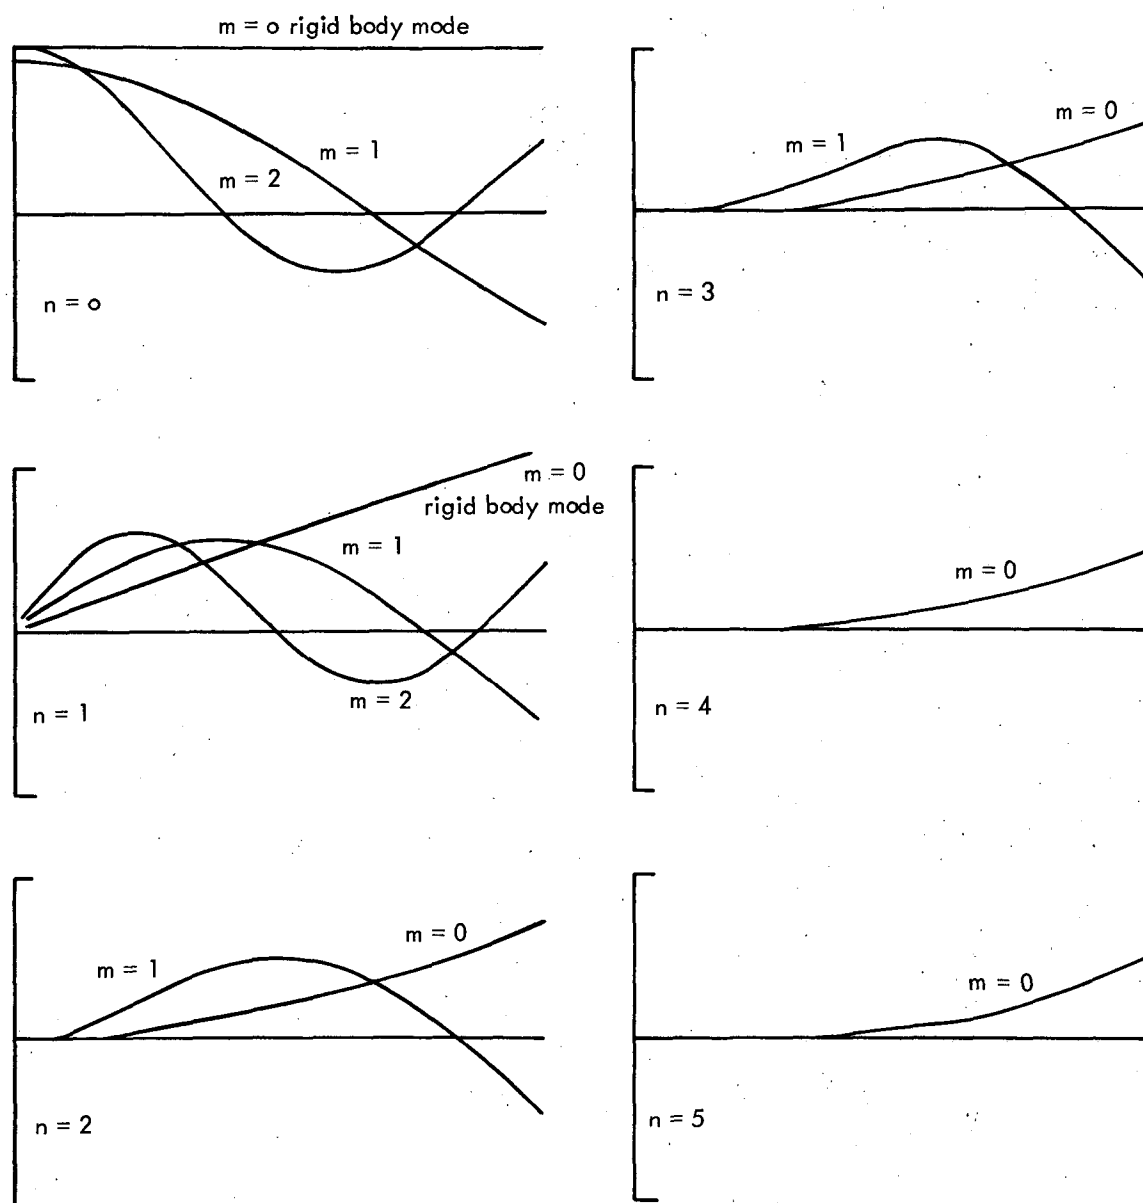 m = o rigid body mode
m = 1
m = 2
n = o
m = 0
rigid body mode
m = 1
m = 2
n = 1
m = 0
m = 1
n = 2
m = 0
m = 1
n = 3
m = 0
n = 4
m = 0
n = 5